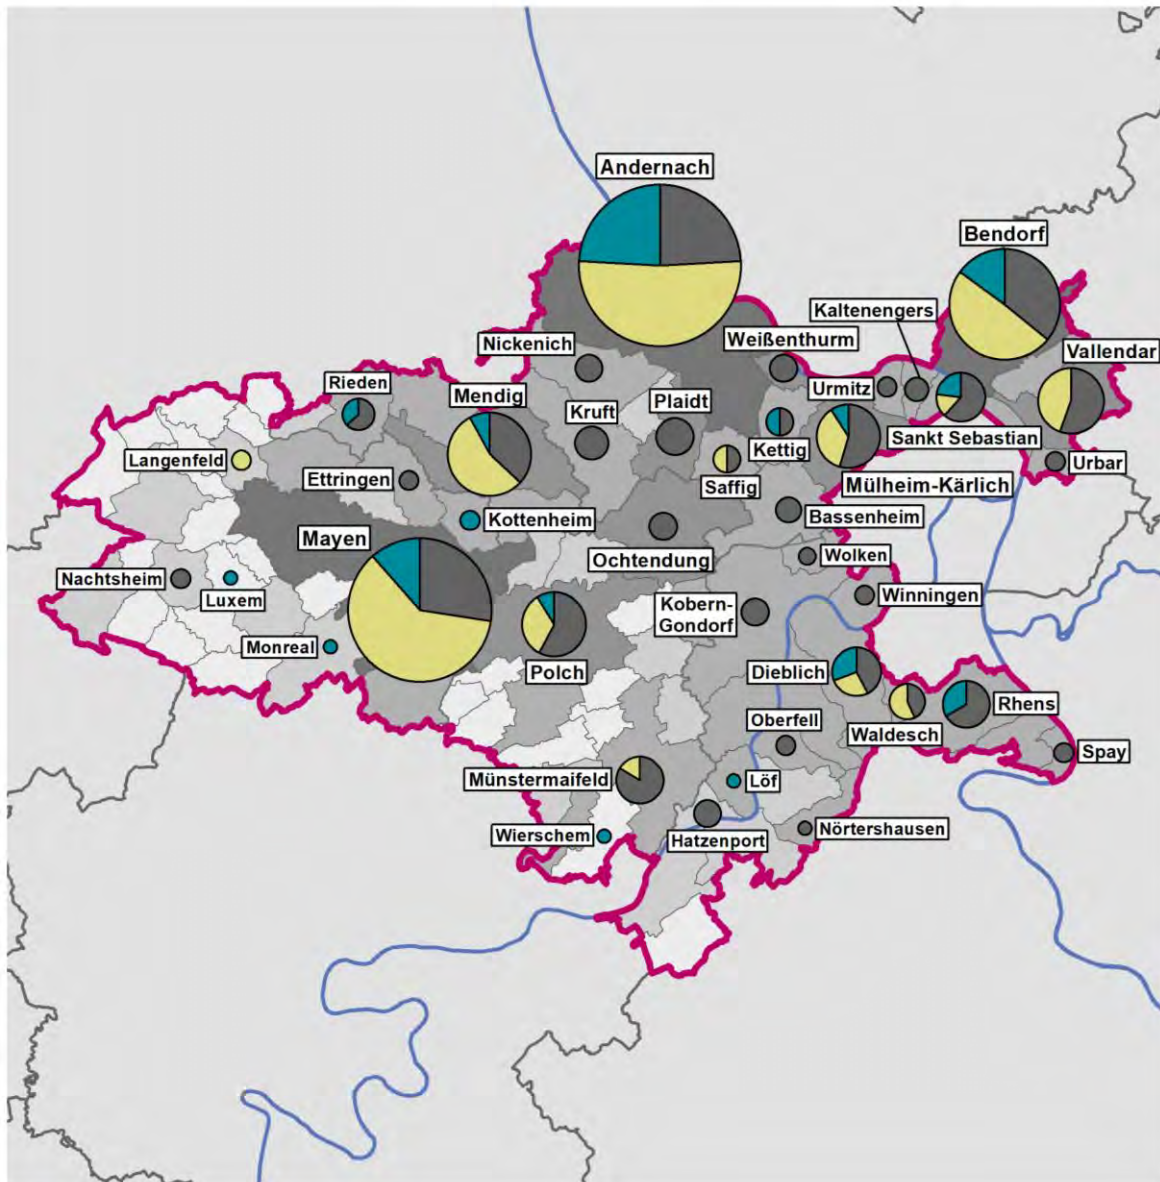 Andernach
Bendorf
Kaltenengers
Nickenich
Weißenthurm
Vallendar
Rieden
Mendig
Kruft
Plaidt
Urmitz
Kettig
Sankt Sebastian
Langenfeld
Ettringen
Saffig
Mülheim-Kärlich
Urbar
Kottenheim
Bassenheim
Mayen
Ochtendung
Wolken
Nachtsheim
Luxem
Kobern-
Gondorf
Winningen
Monreal
Polch
Dieblich
Waldesch
Rhens
Oberfell
Spay
Münstermaifeld
Löf
Wierschem
Hatzenport
Nörtershausen